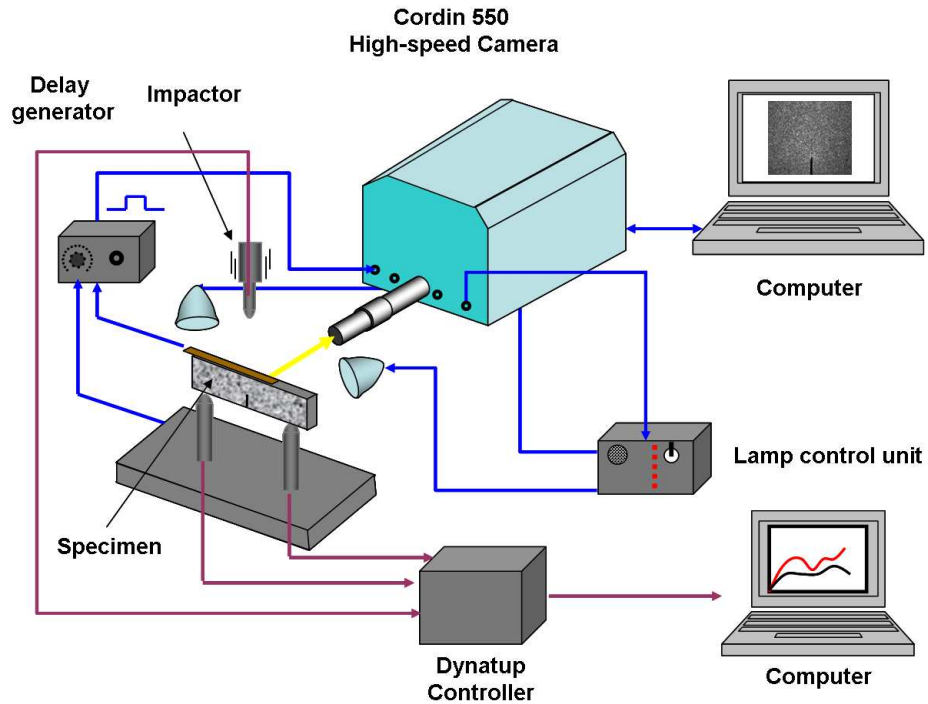 Cordin 550
High-speed Camera
Delay
generator
Impactor
Computer
Lamp control unit
Specimen
Dynatup
Controller
Computer